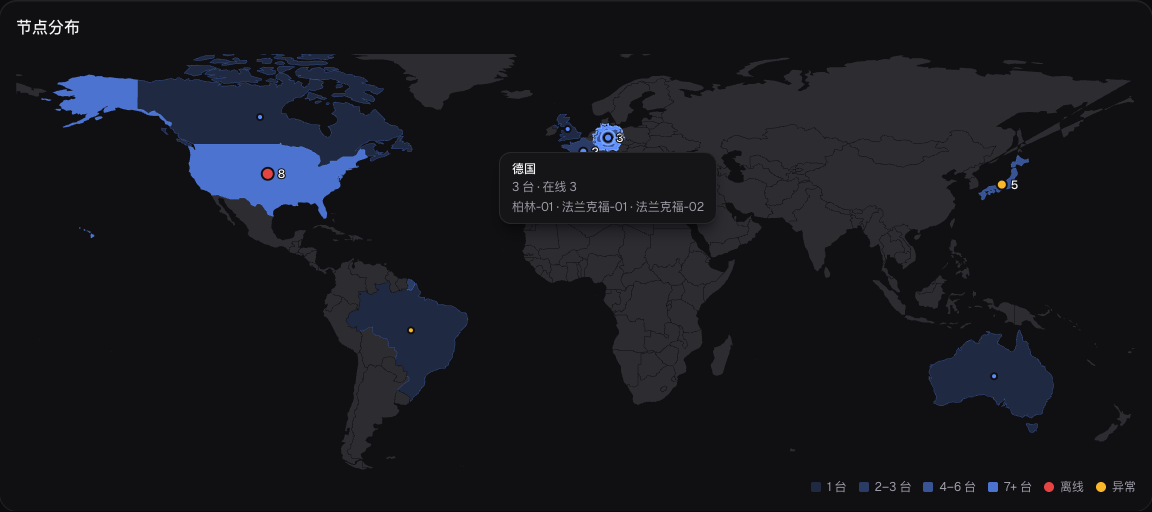 节点分布
3
8
2
德国
3 台 · 在线 3
柏林-01 · 法兰克福-01 · 法兰克福-02
5
1 台
2–3 台
4–6 台
7+ 台
离线
异常